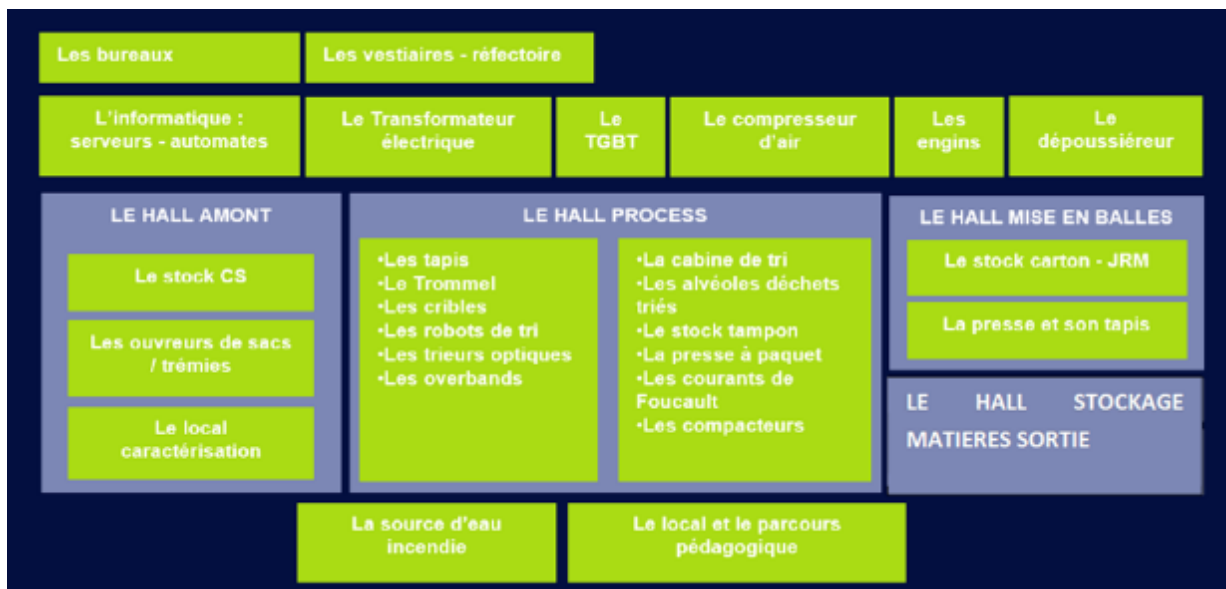 Les bureaux
Les vestiaires - réfectoire
L'informatique :
serveurs - automates
Le Transformateur
électrique
Le
TGBT
Le compresseur
d'air
Les
engins
Le
dépoussiéreur
LE HALL AMONT
Le stock CS
Les ouvreurs de sacs
/ trémies
Le local
caractérisation
LE HALL PROCESS
•Les tapis
•Le Trommel
•Les cribles
•Les robots de tri
•Les trieurs optiques
•Les overbands
•La cabine de tri
•Les alvéoles déchets
triés
•Le stock tampon
•La presse à paquet
•Les courants de
Foucault
•Les compacteurs
LE HALL MISE EN BALLES
Le stock carton - JRM
La presse et son tapis
LE HALL STOCKAGE
MATIERES SORTIE
La source d'eau
incendie
Le local et le parcours
pédagogique